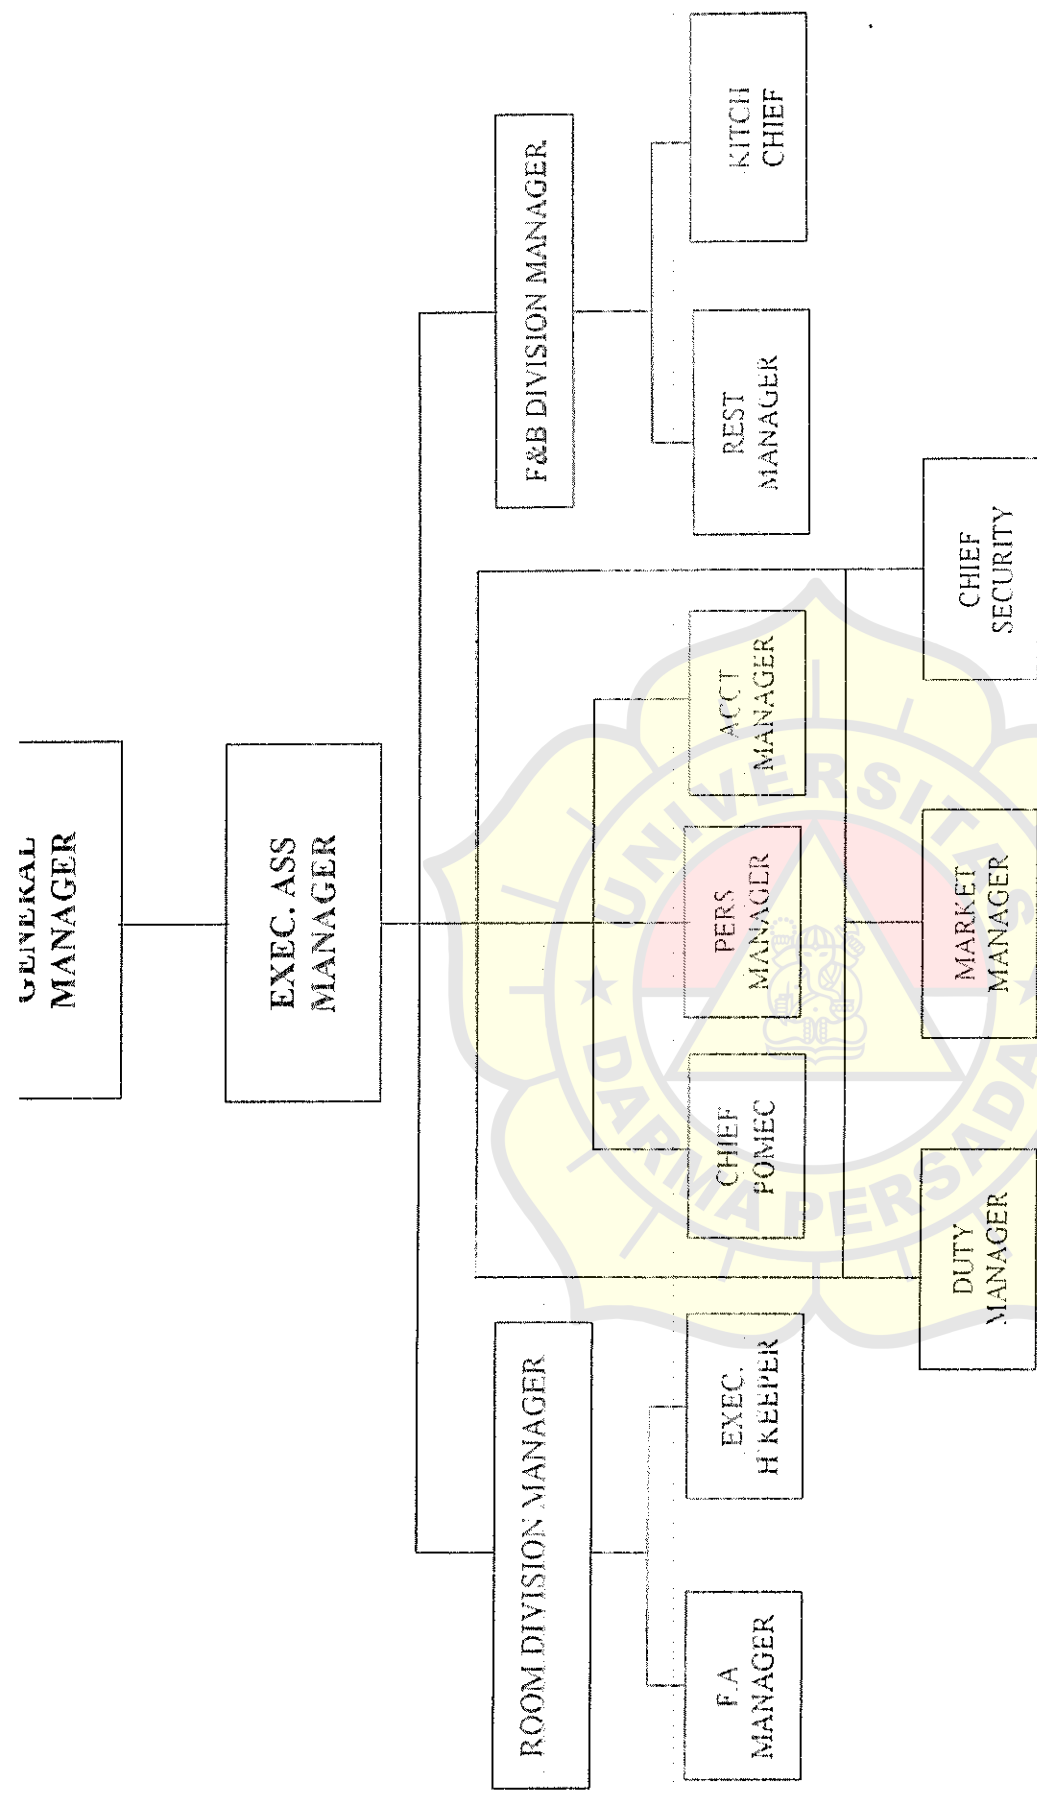 GENERAL
MANAGER
EXEC. ASS
MANAGER
ROOM DIVISION MANAGER
F&B DIVISION MANAGER
F.A
MANAGER
EXEC.
H'KEEPER
CHIEF
POMEC
PERS
MANAGER
ACCT
MANAGER
REST
MANAGER
KITCH
CHIEF
DUTY
MANAGER
MARKET
MANAGER
CHIEF
SECURITY
UNIVERSITAS
DARMA PERSADA